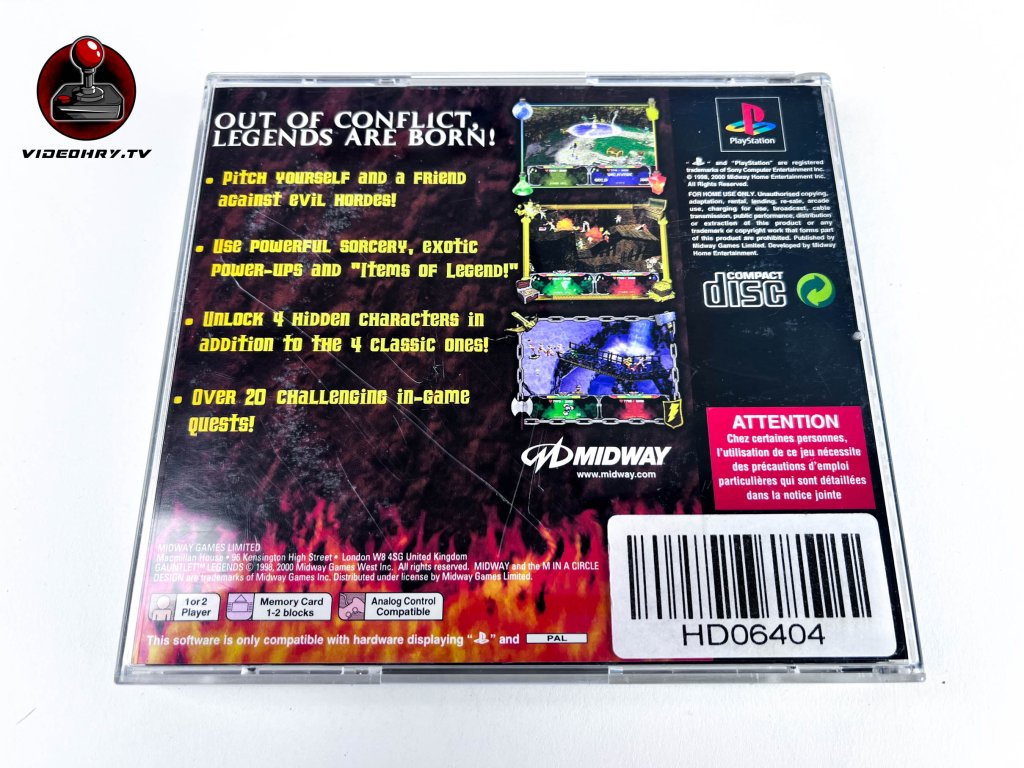 VIDEOHRY.TV
OUT OF CONFLICT,
LEGENDS ARE BORN!
• Pitch yourself and a friend
against evil hordes!
• Use powerful sorcery, exotic
power-ups and "Items of Legend!"
• Unlock 4 hidden characters in
addition to the 4 classic ones!
• Over 20 challenging in-game
quests!
MIDWAY
www.midway.com
PlayStation
" " and "PlayStation" are registered
trademarks of Sony Computer Entertainment Inc.
© 1998, 2000 Midway Home Entertainment Inc.
All Rights Reserved.
FOR HOME USE ONLY. Unauthorised copying,
adaptation, rental, lending, re-sale, arcade
use, charging for use, broadcast, cable
transmission, public performance, distribution
or extraction of this product or any
trademark or copyright work that forms part
of this product are prohibited. Published by
Midway Games Limited. Developed by Midway
Home Entertainment.
COMPACT
disc
ATTENTION
Chez certaines personnes,
l'utilisation de ce jeu nécessite
des précautions d'emploi
particulières qui sont détaillées
dans la notice jointe
MIDWAY GAMES LIMITED
Macmillan House • 96 Kensington High Street • London W8 4SG United Kingdom
GAUNTLET™ LEGENDS © 1998, 2000 Midway Games West Inc. All rights reserved. MIDWAY and the M IN A CIRCLE
DESIGN are trademarks of Midway Games Inc. Distributed under license by Midway Games Limited.
1 or 2
Player
Memory Card
1-2 blocks
Analog Control
Compatible
This software is only compatible with hardware displaying " " and PAL
HD06404